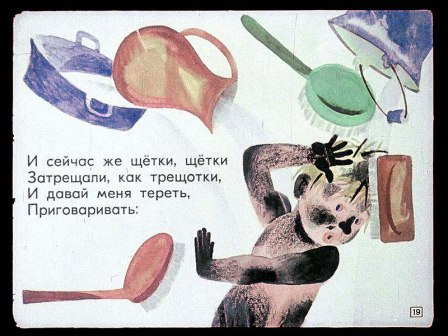 И сейчас же щётки, щётки
Затрещали, как трещотки,
И давай меня тереть,
Приговаривать:
19